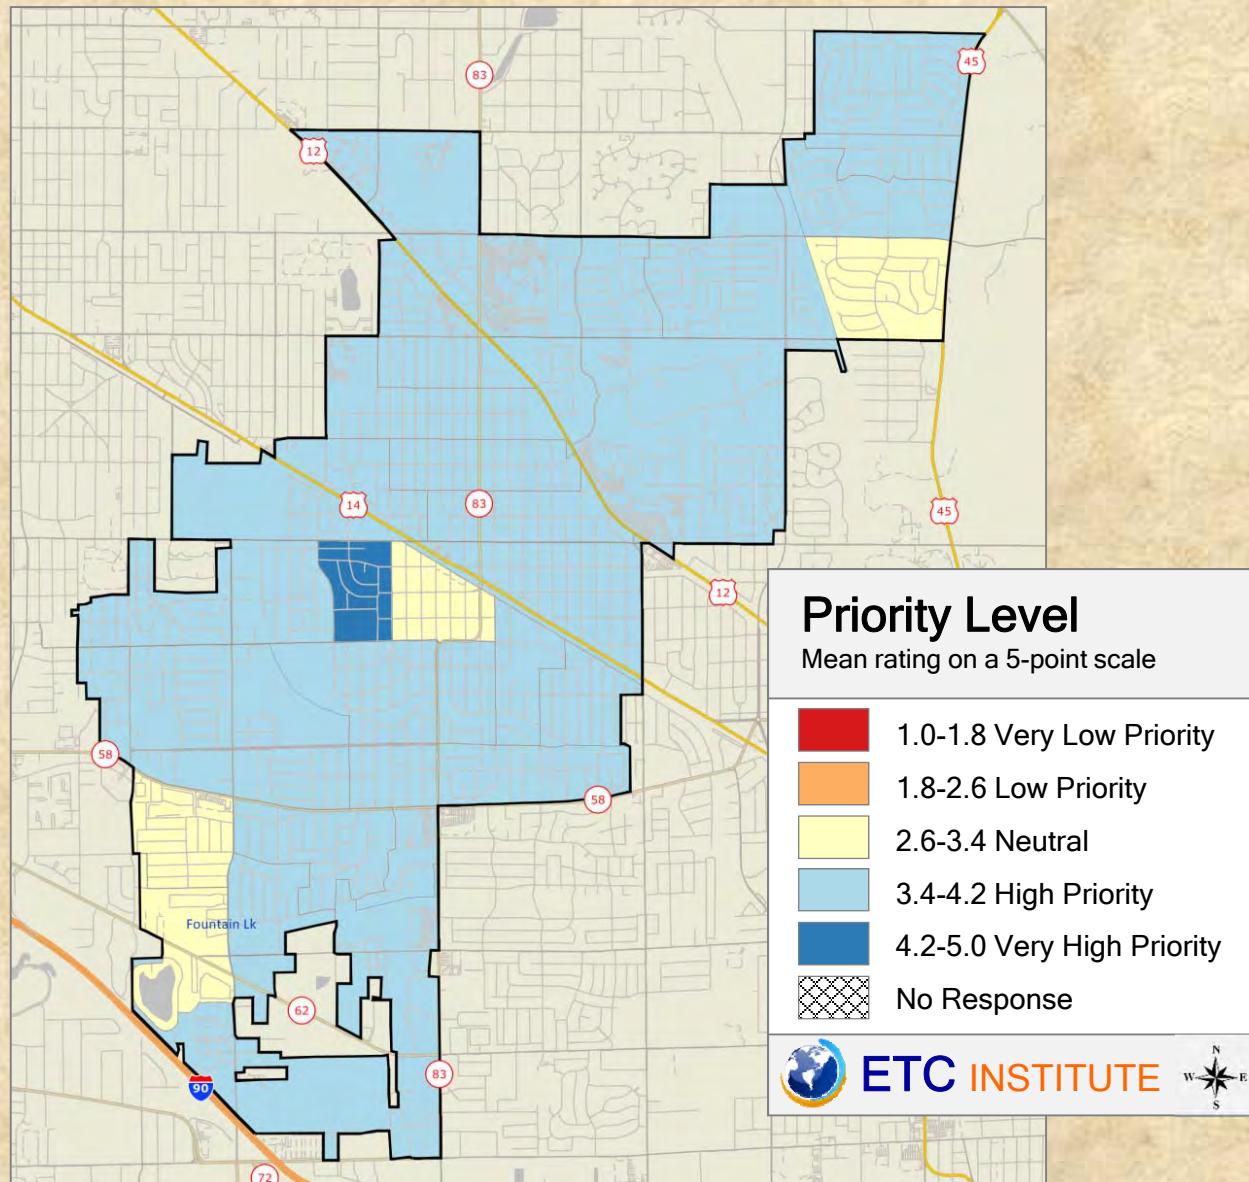 45
83
12
83
14
45
12
Priority Level
Mean rating on a 5-point scale
1.0-1.8 Very Low Priority
1.8-2.6 Low Priority
2.6-3.4 Neutral
3.4-4.2 High Priority
4.2-5.0 Very High Priority
No Response
58
58
Fountain Lk
62
83
90
72
ETC INSTITUTE
N
W E
S